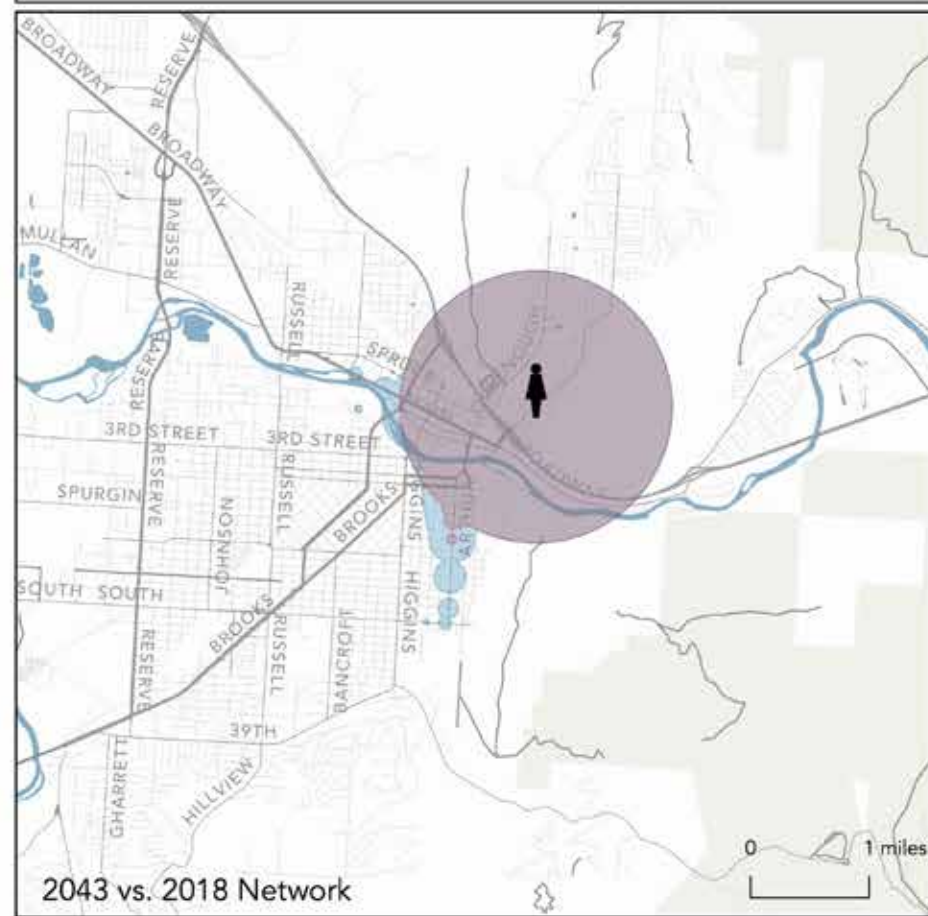 BROADWAY
RESERVE
BROADWAY
MULLAN
RESERVE
RUSSELL
RESERVE
3RD STREET
3RD STREET
RESERVE
RUSSELL
SPURGIN
JOHNSON
BROOKS
GGINS
HIGGINS
SOUTH SOUTH
BROOKS
RUSSELL
BANCROFT
RESERVE
39TH
GHARRETT
HILLVIEW
0 1 miles
2043 vs. 2018 Network